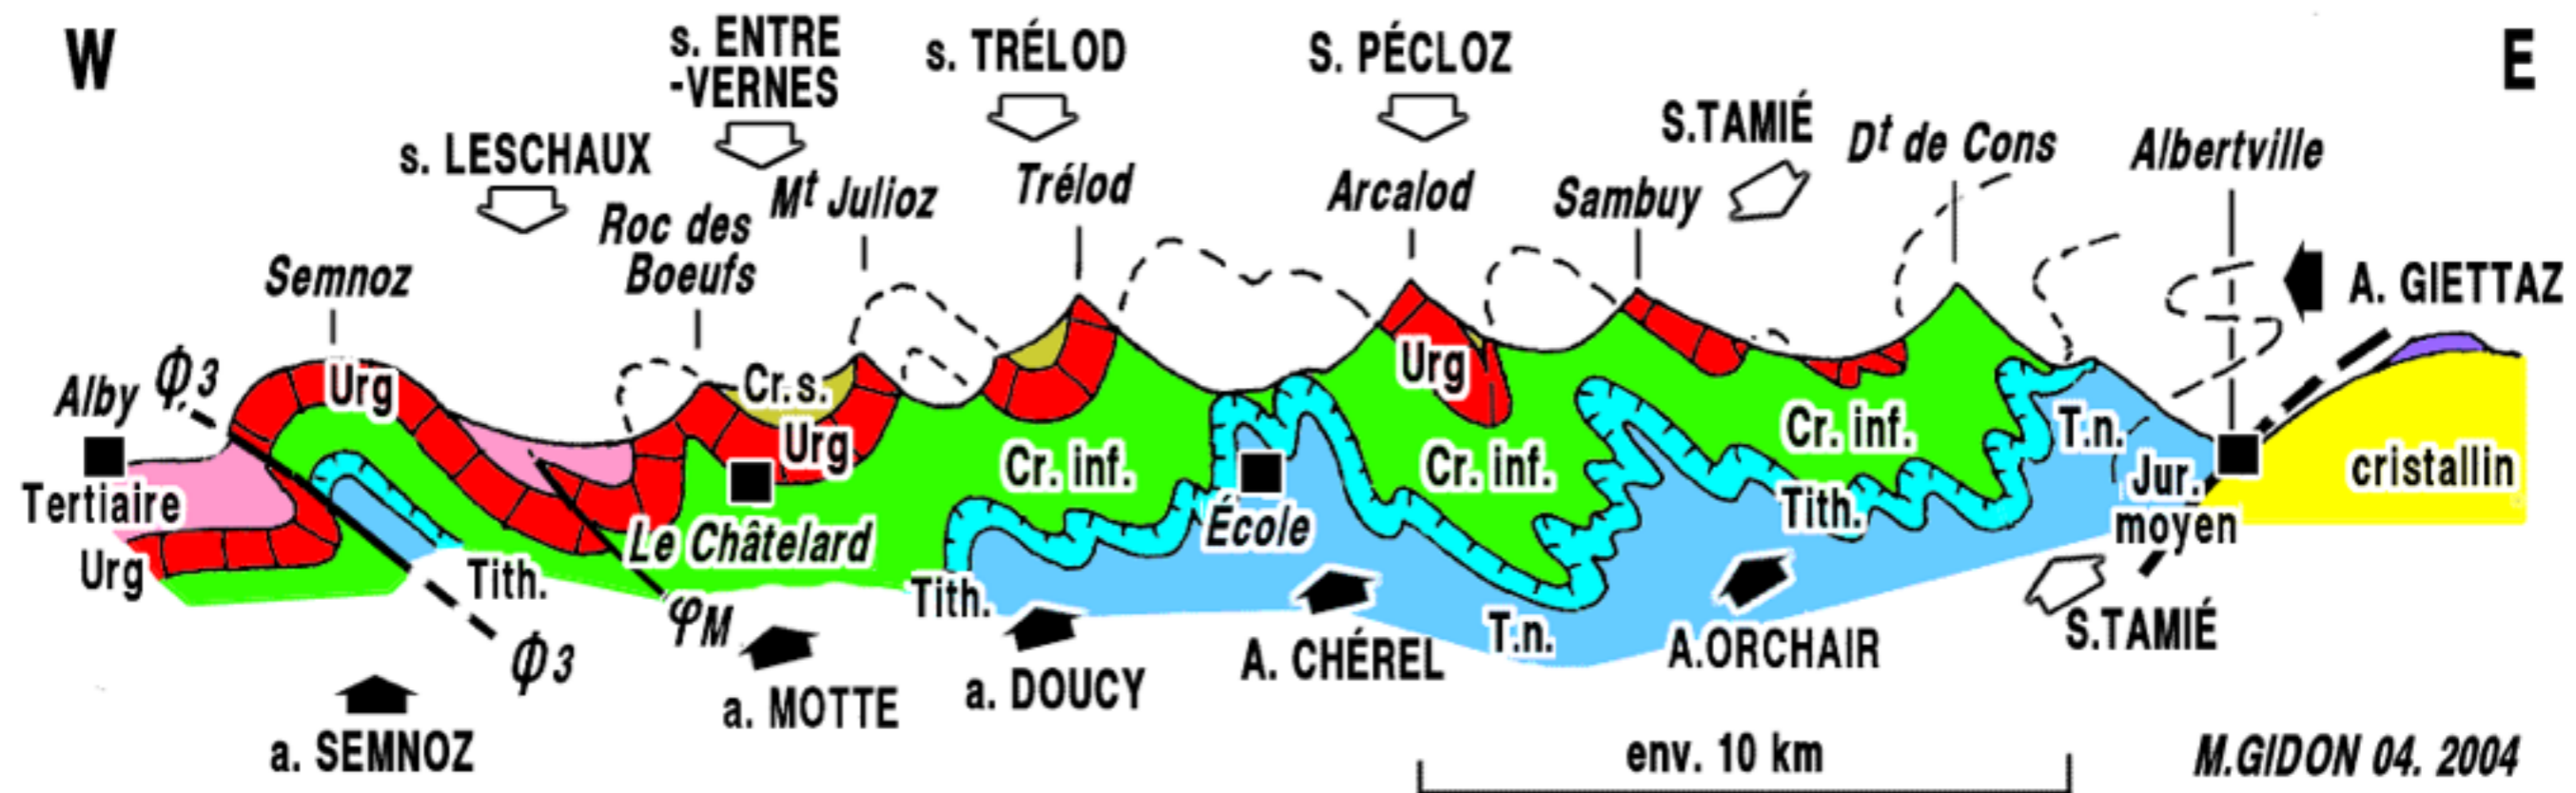 W
E
s. ENTRE
-VERNES
s. TRÉLOD
S. PÉCLOZ
S.TAMIÉ
s. LESCHAUX
Dt de Cons
Albertville
Mt Julioz
Trélod
Arcalod
Sambuy
Roc des
Boeufs
Semnoz
A. GIETTAZ
Alby
ϕ3
Urg
Cr.s.
Urg
Urg
Cr. inf.
Cr. inf.
Cr. inf.
T.n.
Jur.
moyen
cristallin
Tertiaire
Urg
Le Châtelard
École
Tith.
Tith.
Tith.
φM
ϕ3
T.n.
a. SEMNOZ
a. MOTTE
a. DOUCY
A. CHÉREL
A.ORCHAIR
S.TAMIÉ
env. 10 km
M.GIDON 04. 2004